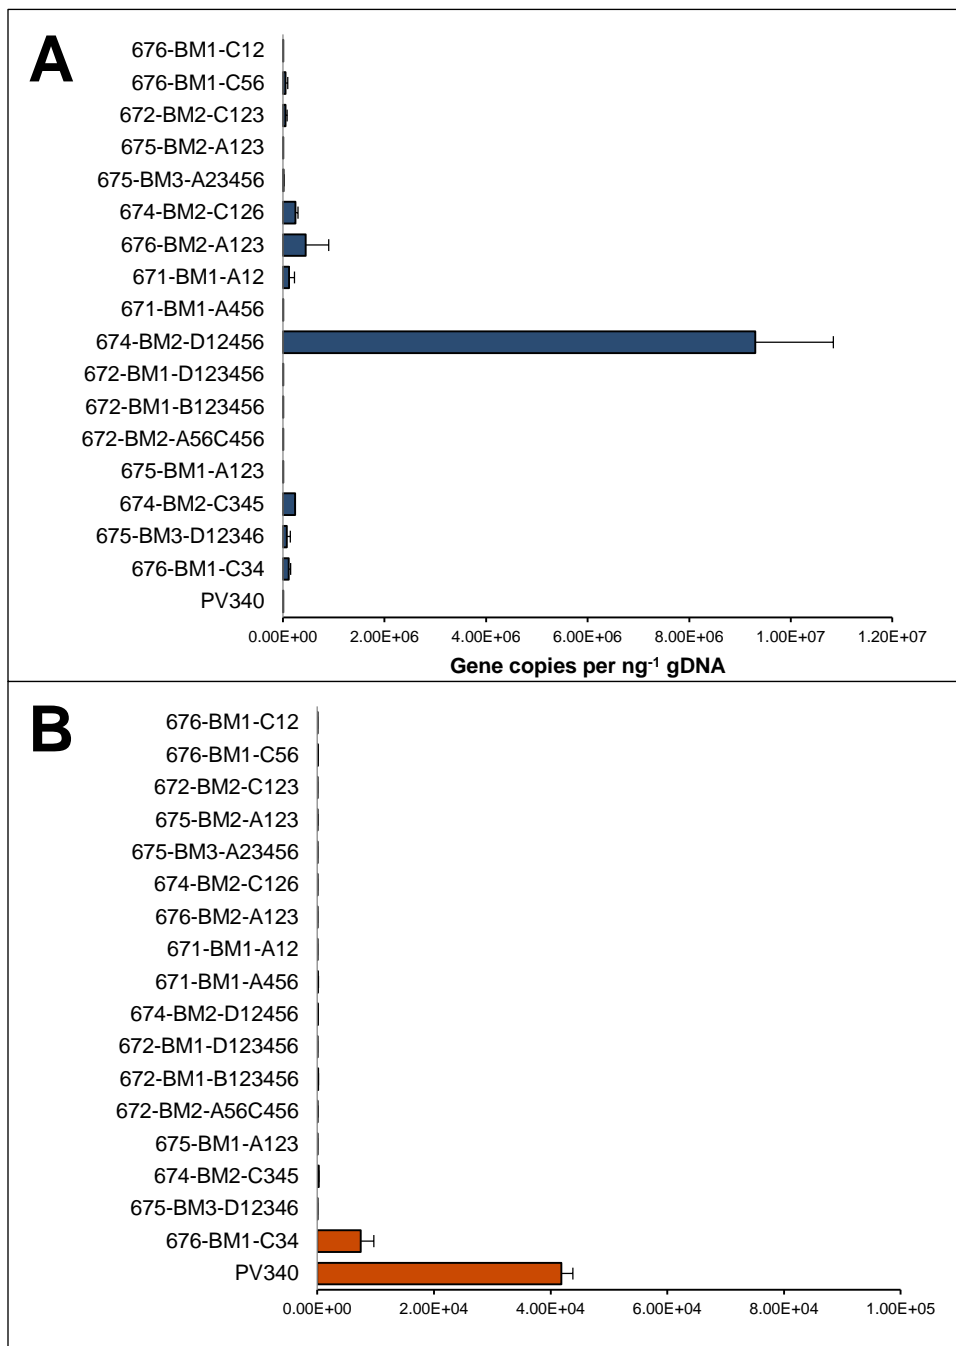 A
676-BM1-C12
676-BM1-C56
672-BM2-C123
675-BM2-A123
675-BM3-A23456
674-BM2-C126
676-BM2-A123
671-BM1-A12
671-BM1-A456
674-BM2-D12456
672-BM1-D123456
672-BM1-B123456
672-BM2-A56C456
675-BM1-A123
674-BM2-C345
675-BM3-D12346
676-BM1-C34
PV340
0.00E+00 2.00E+06 4.00E+06 6.00E+06 8.00E+06 1.00E+07 1.20E+07
Gene copies per ng⁻¹ gDNA
B
676-BM1-C12
676-BM1-C56
672-BM2-C123
675-BM2-A123
675-BM3-A23456
674-BM2-C126
676-BM2-A123
671-BM1-A12
671-BM1-A456
674-BM2-D12456
672-BM1-D123456
672-BM1-B123456
672-BM2-A56C456
675-BM1-A123
674-BM2-C345
675-BM3-D12346
676-BM1-C34
PV340
0.00E+00 2.00E+04 4.00E+04 6.00E+04 8.00E+04 1.00E+05